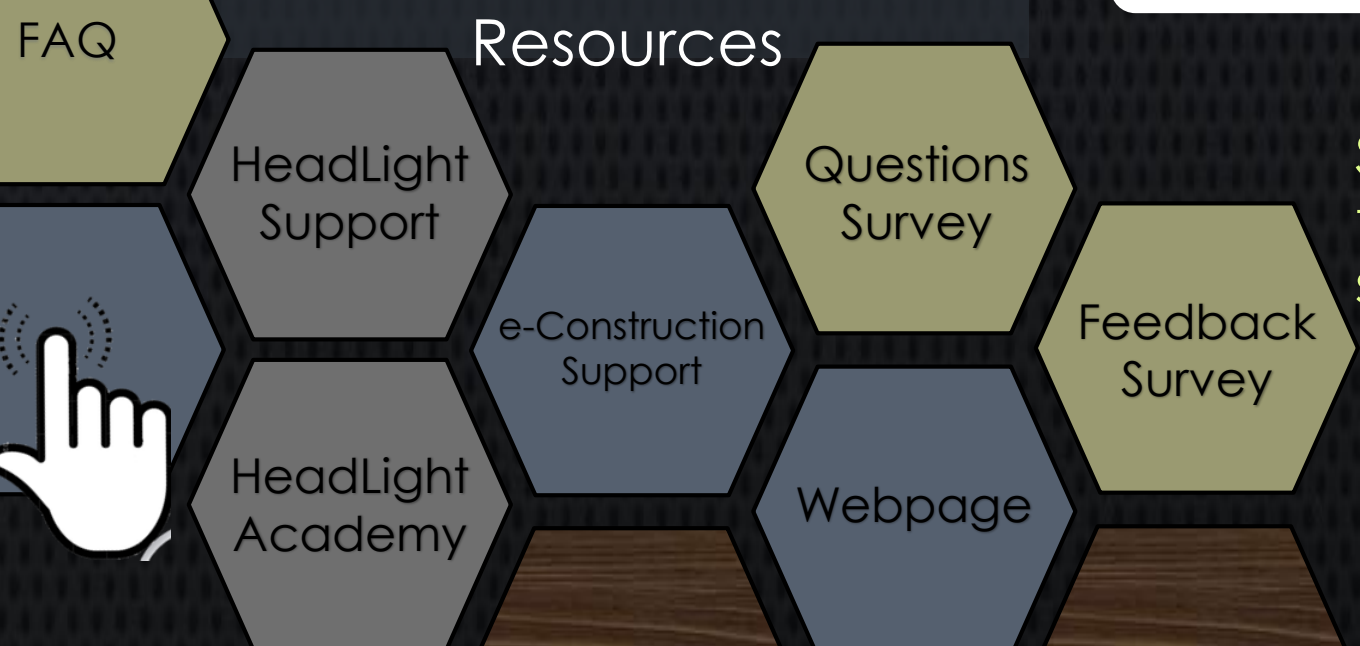 Resources
FAQ
HeadLight
Support
Questions
Survey
e-Construction
Support
Feedback
Survey
HeadLight
Academy
Webpage